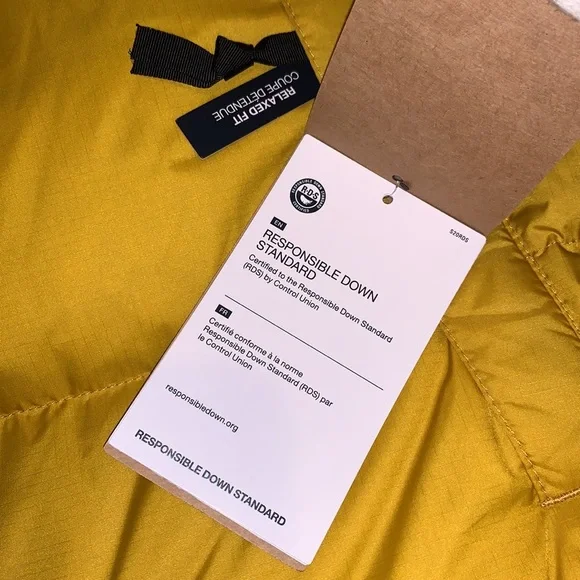 RELAXED FIT
COUPE DÉTENDUE
RDS
S20RDS
EN
RESPONSIBLE DOWN
STANDARD
Certified to the Responsible Down Standard
(RDS) by Control Union
FR
Certifié conforme à la norme
Responsible Down Standard (RDS) par
le Control Union
responsibledown.org
RESPONSIBLE DOWN STANDARD